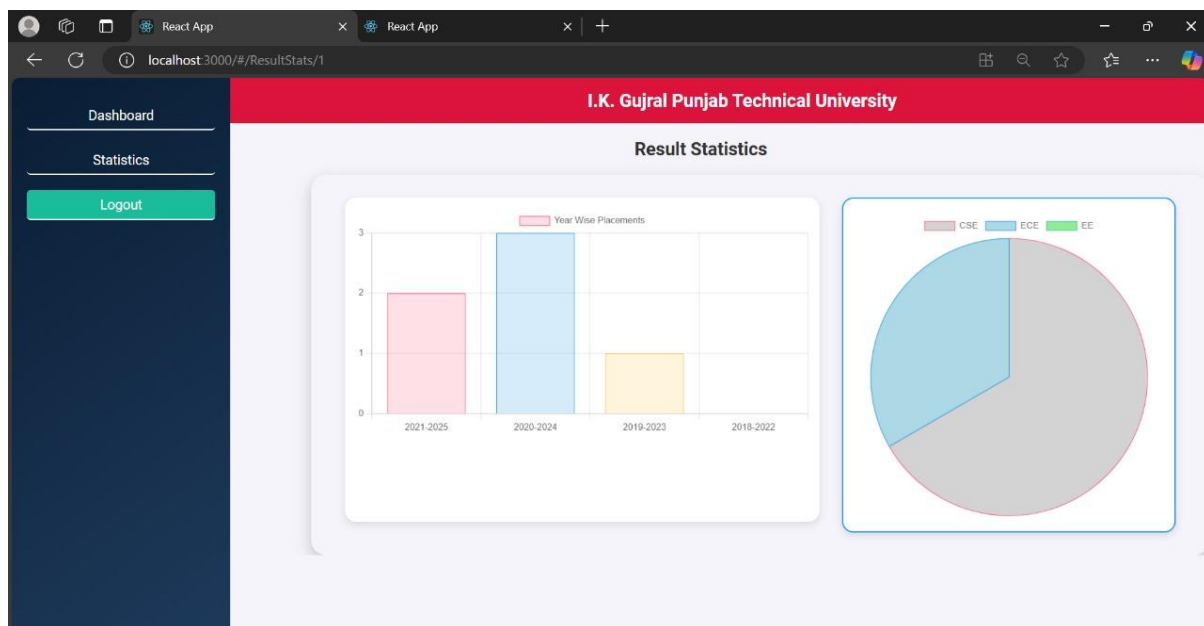 React App
React App
localhost:3000/#/ResultStats/1
Dashboard
Statistics
Logout
I.K. Gujral Punjab Technical University
Result Statistics
Year Wise Placements
3
2
1
0
2021-2025 2020-2024 2019-2023 2018-2022
CSE ECE EE